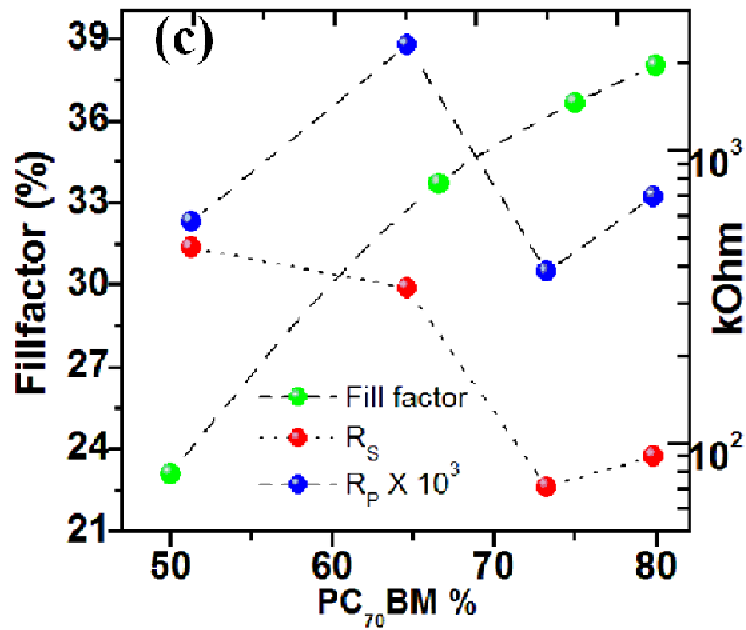 (c)
Fillfactor (%)
39
36
33
30
27
24
21
50
60
70
80
PC₇₀BM %
10³
10²
kOhm
Fill factor
R_S
R_P X 10³